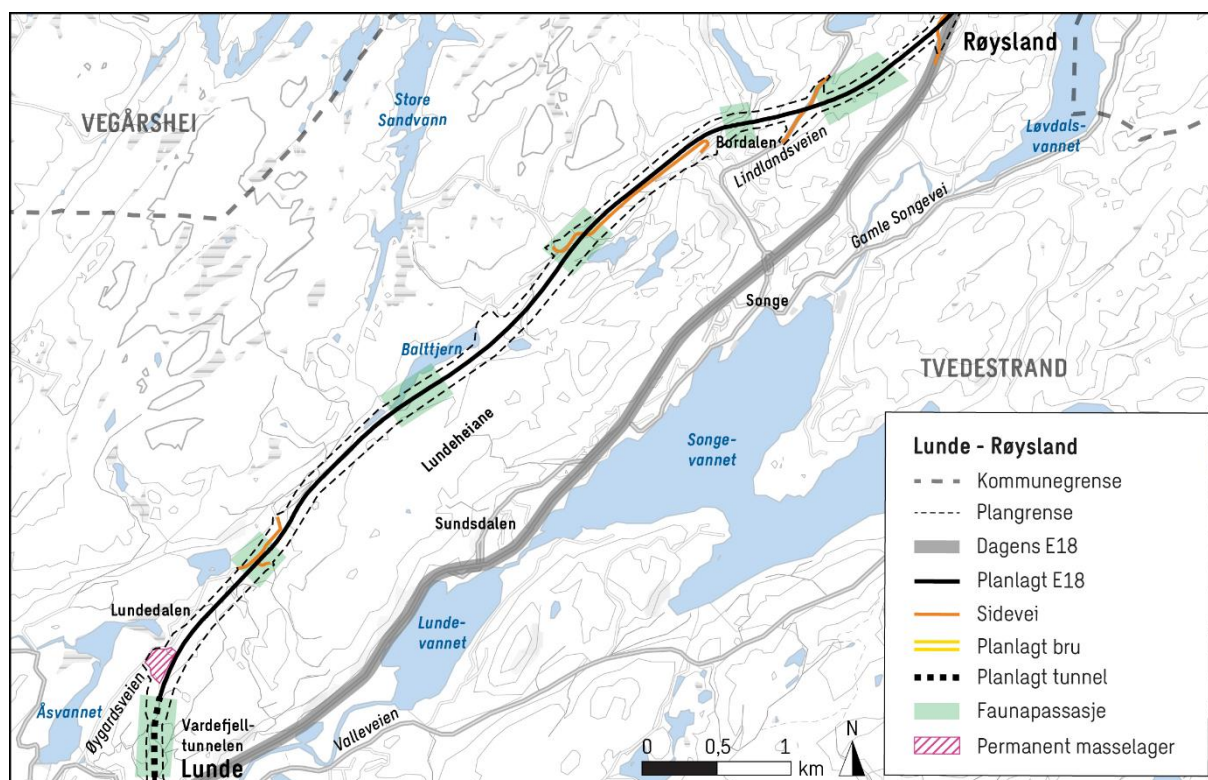 Røysland
VEGÅRSHEI
Store
Sandvann
Løvdals-
vannet
Bordalen
Lindlandsveien
Gamle Songevei
Songe
Balttjern
TVEDESTRAND
Lundeheiane
Songe-
vannet
Sundsdalen
Lundedalen
Lunde-
vannet
Øygardsveien
Åsvannet
Vardefjell-
tunnelen
Lunde
Valleveien
0 0,5 1
km
N
Lunde - Røysland
Kommunegrense
Plangrense
Dagens E18
Planlagt E18
Sidevei
Planlagt bru
Planlagt tunnel
Faunapassasje
Permanent masselager